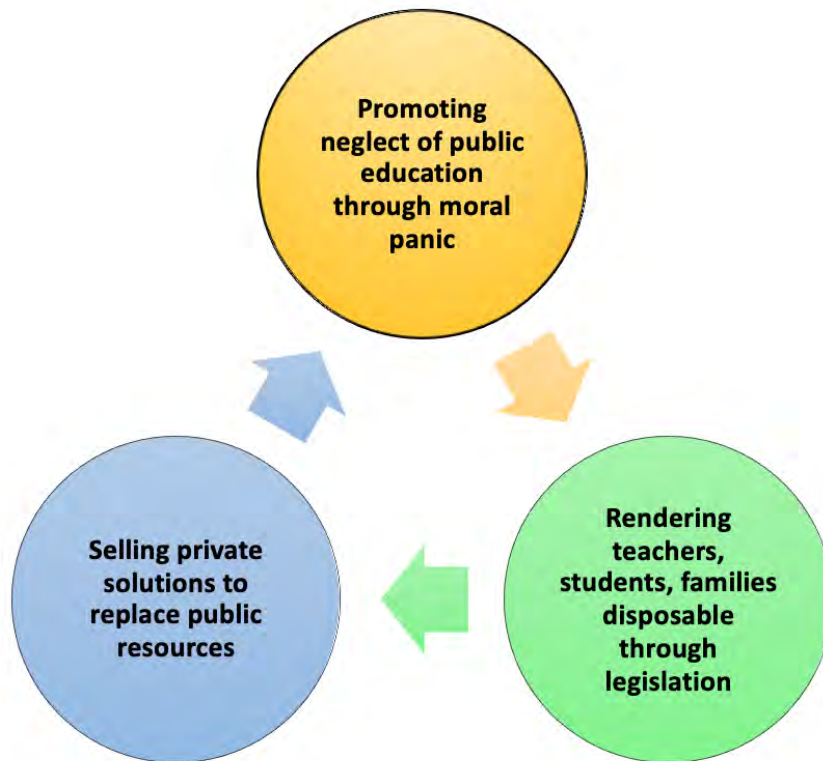 Promoting
neglect of public
education
through moral
panic
Rendering
teachers,
students, families
disposable
through
legislation
Selling private
solutions to
replace public
resources